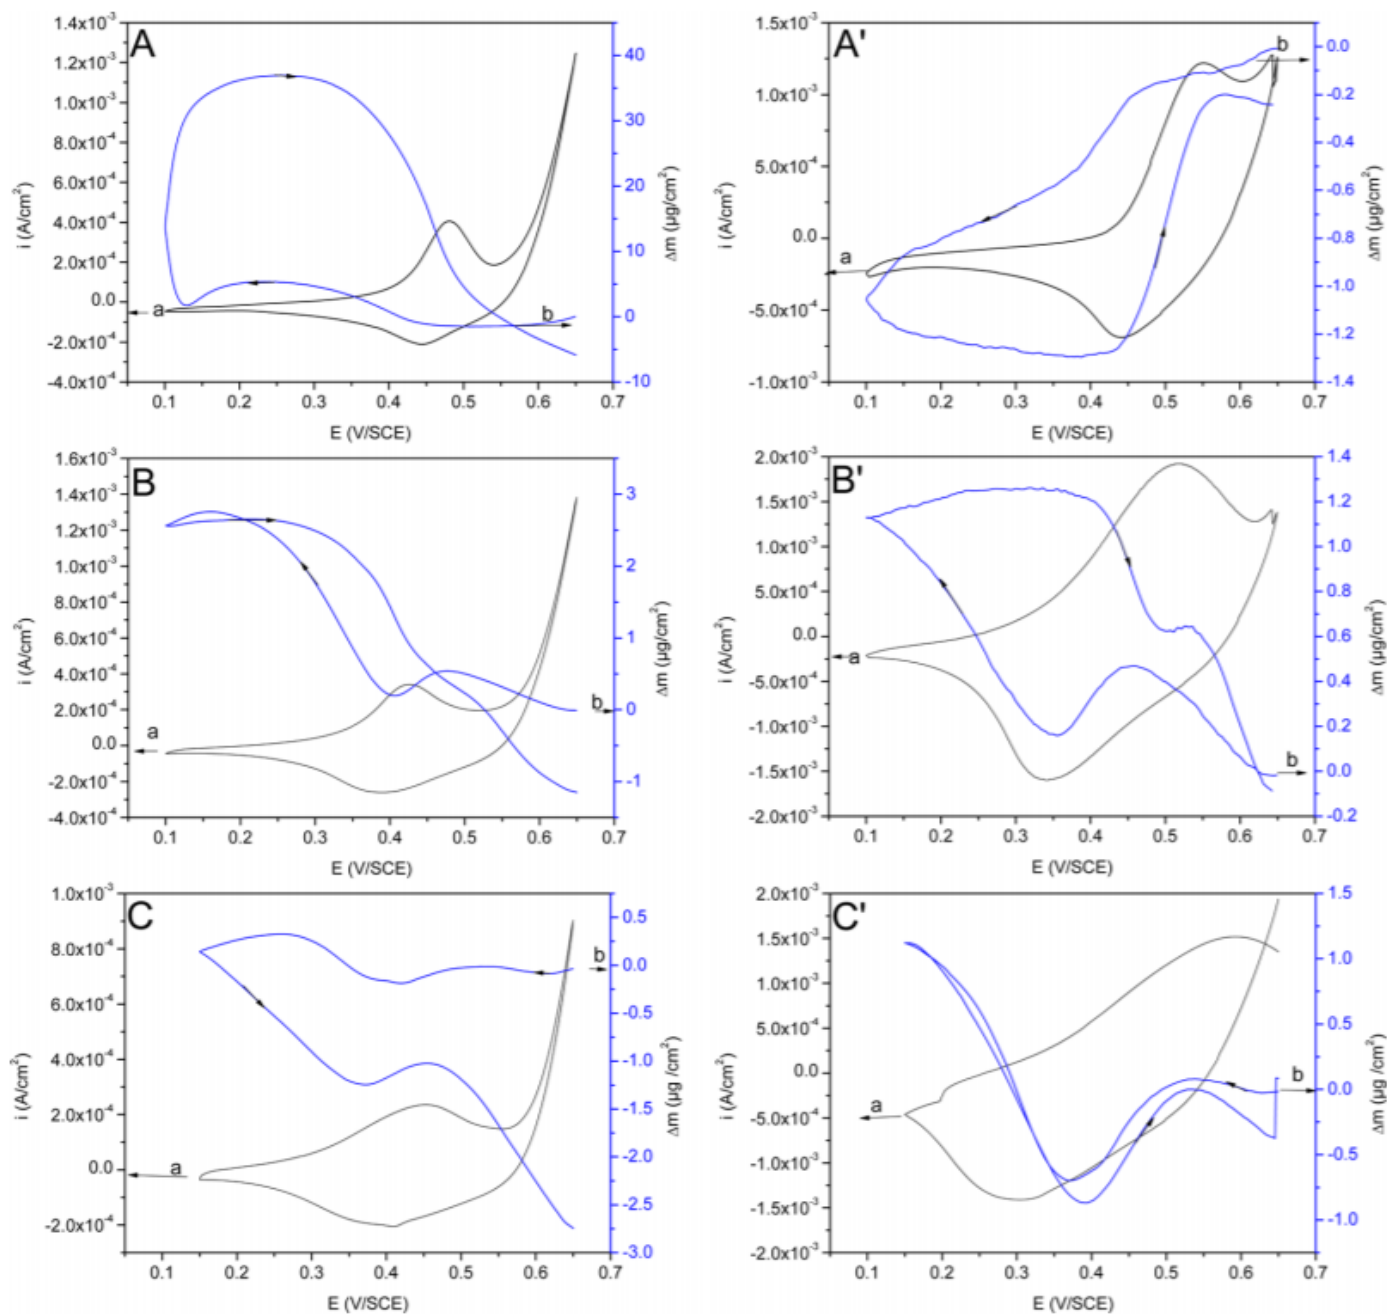 A
1.4x10⁻³
1.2x10⁻³
1.0x10⁻³
8.0x10⁻⁴
6.0x10⁻⁴
4.0x10⁻⁴
2.0x10⁻⁴
0.0
-2.0x10⁻⁴
-4.0x10⁻⁴
i (A/cm²)
a
b
40
30
20
10
0
-10
Δm (µg/cm²)
0.1 0.2 0.3 0.4 0.5 0.6 0.7
E (V/SCE)
A'
1.5x10⁻³
1.0x10⁻³
5.0x10⁻⁴
0.0
-5.0x10⁻⁴
-1.0x10⁻³
i (A/cm²)
a
b
0.0
-0.2
-0.4
-0.6
-0.8
-1.0
-1.2
-1.4
Δm (µg/cm²)
0.1 0.2 0.3 0.4 0.5 0.6 0.7
E (V/SCE)
B
1.6x10⁻³
1.4x10⁻³
1.2x10⁻³
1.0x10⁻³
8.0x10⁻⁴
6.0x10⁻⁴
4.0x10⁻⁴
2.0x10⁻⁴
0.0
-2.0x10⁻⁴
-4.0x10⁻⁴
i (A/cm²)
a
b
3
2
1
0
-1
Δm (µg/cm²)
0.1 0.2 0.3 0.4 0.5 0.6 0.7
E (V/SCE)
B'
2.0x10⁻³
1.5x10⁻³
1.0x10⁻³
5.0x10⁻⁴
0.0
-5.0x10⁻⁴
-1.0x10⁻³
-1.5x10⁻³
-2.0x10⁻³
i (A/cm²)
a
b
1.4
1.2
1.0
0.8
0.6
0.4
0.2
0.0
-0.2
Δm (µg/cm²)
0.1 0.2 0.3 0.4 0.5 0.6 0.7
E (V/SCE)
C
1.0x10⁻³
8.0x10⁻⁴
6.0x10⁻⁴
4.0x10⁻⁴
2.0x10⁻⁴
0.0
-2.0x10⁻⁴
i (A/cm²)
a
b
0.5
0.0
-0.5
-1.0
-1.5
-2.0
-2.5
-3.0
Δm (µg /cm²)
0.1 0.2 0.3 0.4 0.5 0.6 0.7
E (V/SCE)
C'
2.0x10⁻³
1.5x10⁻³
1.0x10⁻³
5.0x10⁻⁴
0.0
-5.0x10⁻⁴
-1.0x10⁻³
-1.5x10⁻³
-2.0x10⁻³
i (A/cm²)
a
b
1.5
1.0
0.5
0.0
-0.5
-1.0
Δm (µg/cm²)
0.1 0.2 0.3 0.4 0.5 0.6 0.7
E (V/SCE)